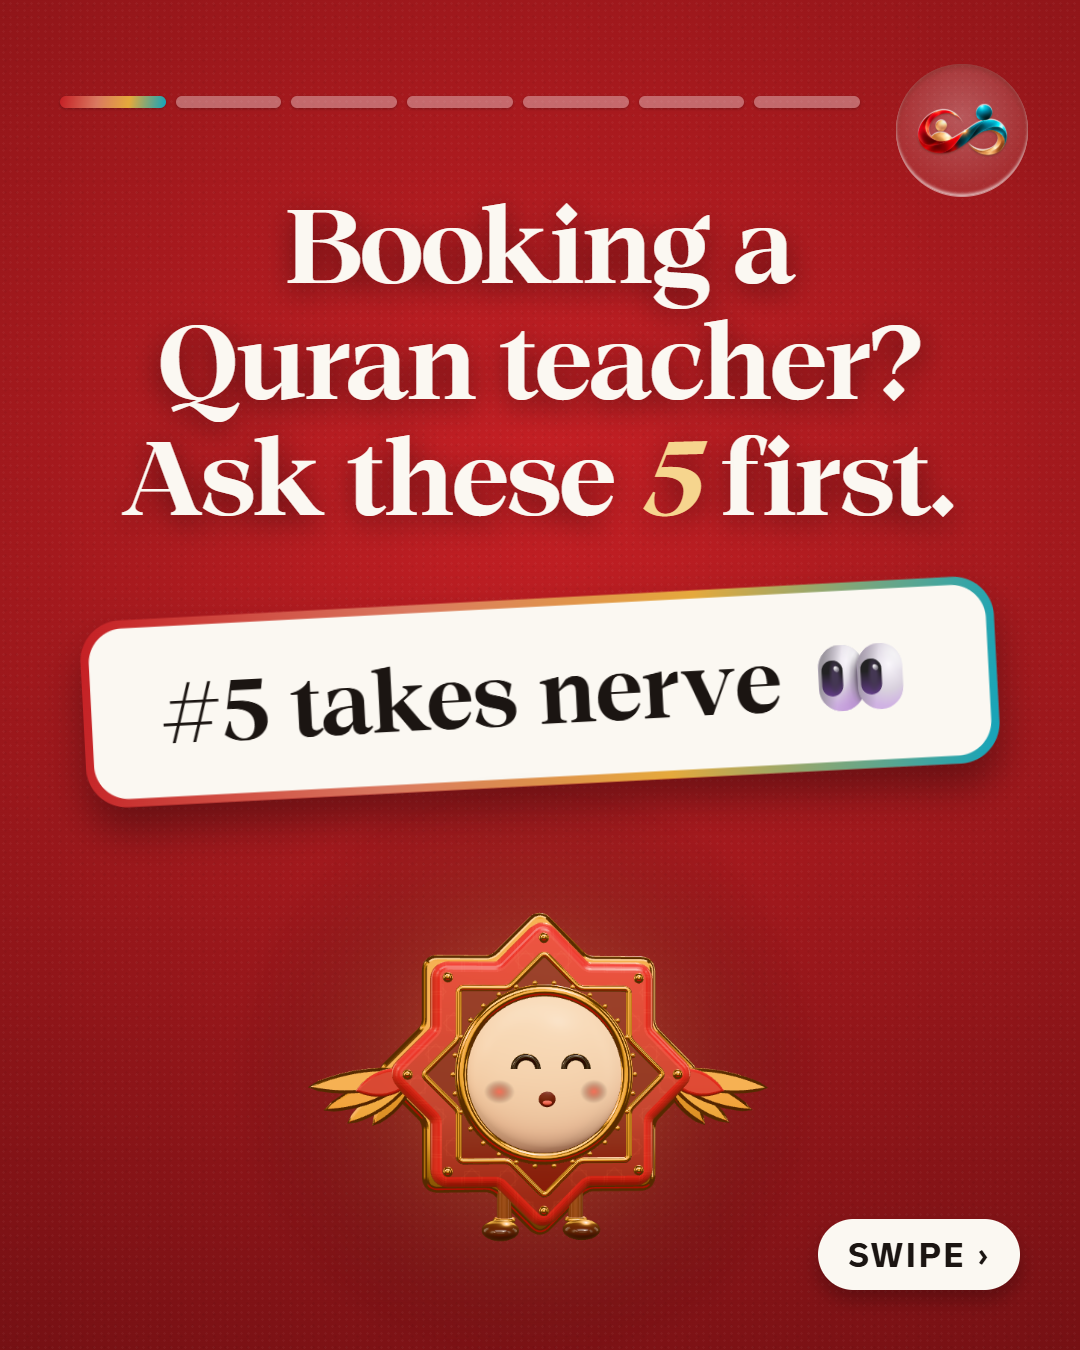 Booking a
Quran teacher?
Ask these 5 first.
#5 takes nerve 👀
SWIPE ›